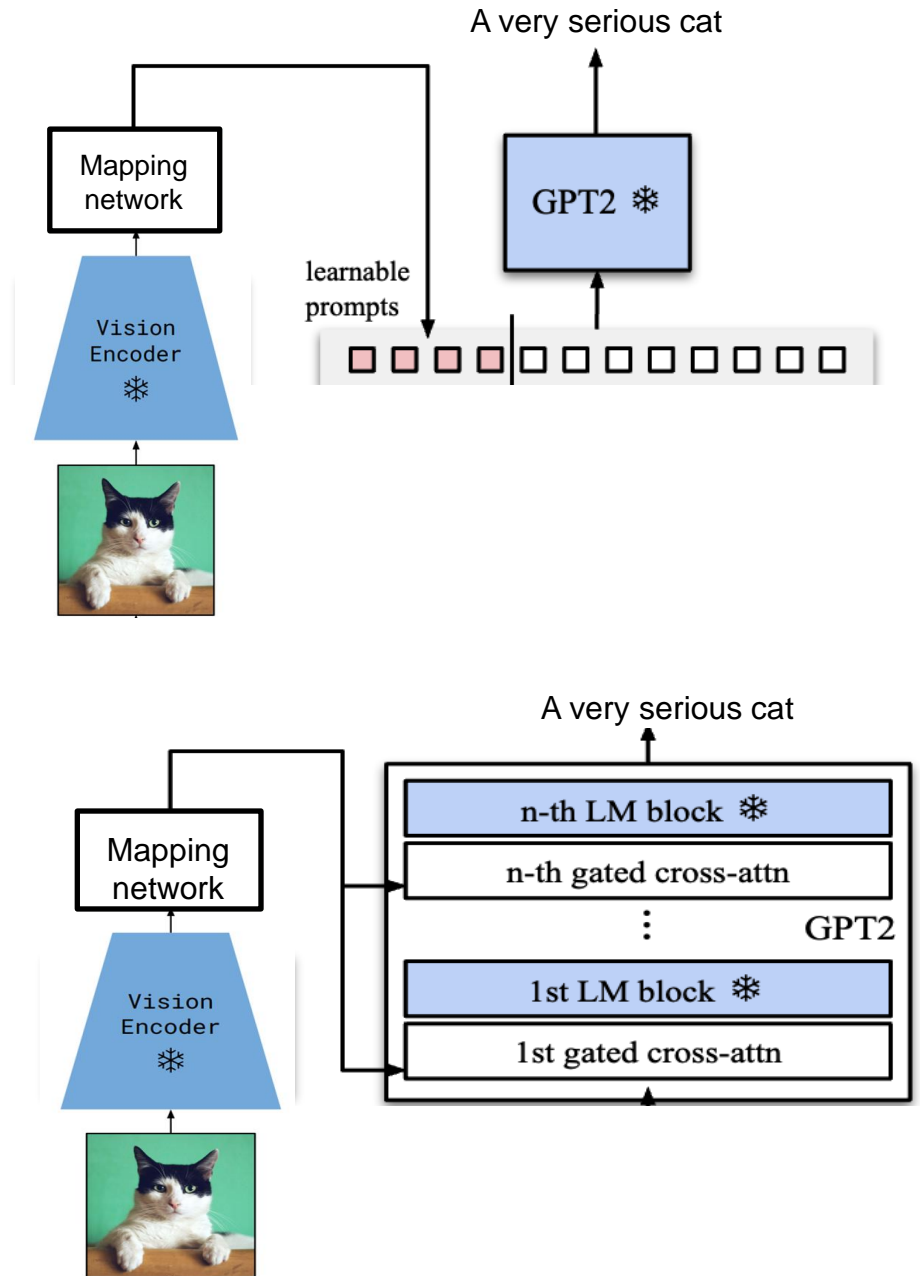 A very serious cat
Mapping
network
GPT2 ❄
learnable
prompts
Vision
Encoder
❄
A very serious cat
n-th LM block ❄
Mapping
network
n-th gated cross-attn
⋮
GPT2
1st LM block ❄
Vision
Encoder
❄
1st gated cross-attn